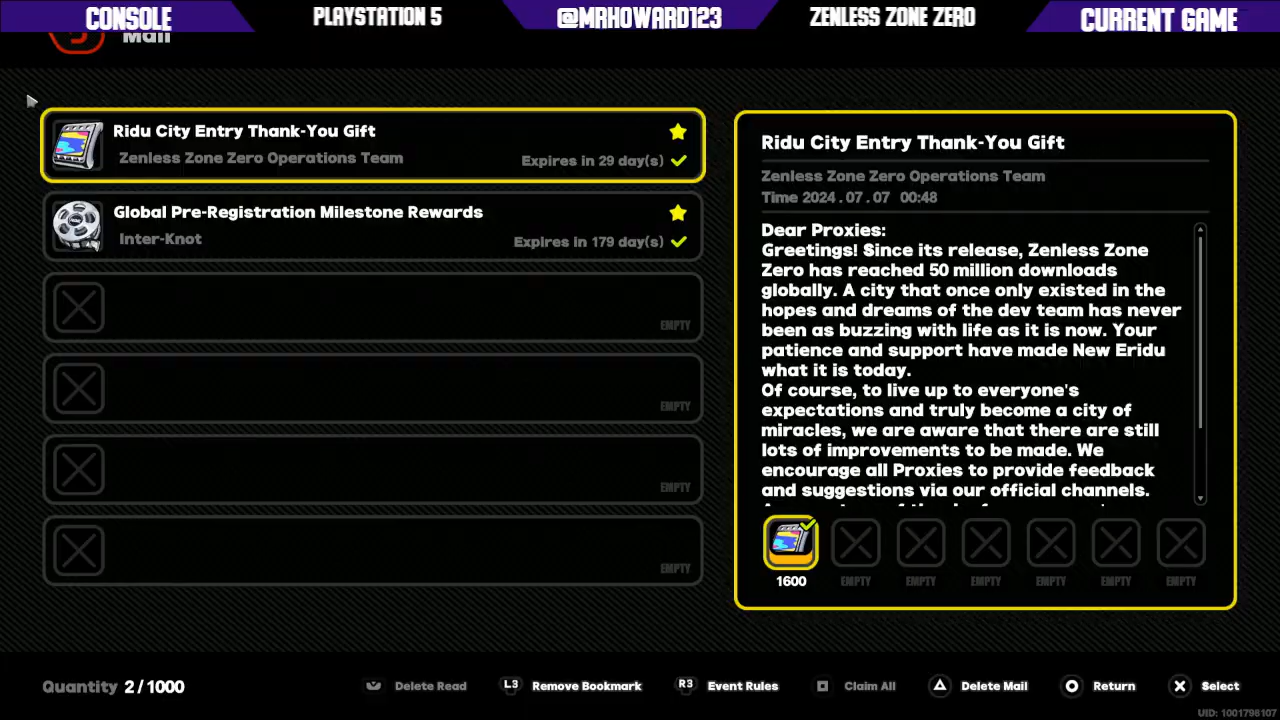 CONSOLE PLAYSTATION 5 @MRHOWARD123 ZENLESS ZONE ZERO CURRENT GAME
Mail
Ridu City Entry Thank-You Gift
Zenless Zone Zero Operations Team Expires in 29 day(s)
Global Pre-Registration Milestone Rewards
Inter-Knot Expires in 179 day(s)
EMPTY
EMPTY
EMPTY
EMPTY
Ridu City Entry Thank-You Gift
Zenless Zone Zero Operations Team
Time 2024.07.07 00:48
Dear Proxies:
Greetings! Since its release, Zenless Zone
Zero has reached 50 million downloads
globally. A city that once only existed in the
hopes and dreams of the dev team has never
been as buzzing with life as it is now. Your
patience and support have made New Eridu
what it is today.
Of course, to live up to everyone's
expectations and truly become a city of
miracles, we are aware that there are still
lots of improvements to be made. We
encourage all Proxies to provide feedback
and suggestions via our official channels.
1600 EMPTY EMPTY EMPTY EMPTY EMPTY EMPTY
Quantity 2/1000 Delete Read L3 Remove Bookmark R3 Event Rules Claim All Delete Mail Return Select
UID: 1001798107